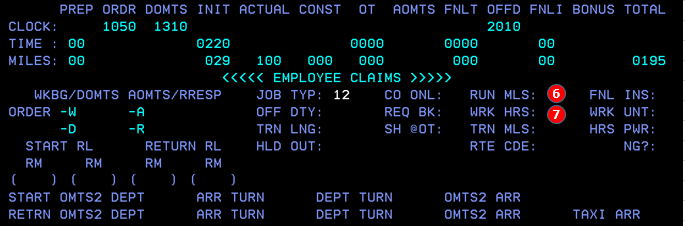 PREP ORDR DOMTS INIT ACTUAL CONST OT AOMTS FNLT OFFD FNLI BONUS TOTAL
CLOCK: 1050 1310 2010
TIME : 00 0220 0000 0000 00
MILES: 00 029 100 000 000 000 00 0195
<<<<< EMPLOYEE CLAIMS >>>>>
WKBG/DOMTS AOMTS/RRESP JOB TYP: 12 CO ONL: RUN MLS: 6 FNL INS:
ORDER -W -A OFF DTY: REQ BK: WRK HRS: 7 WRK UNT:
-D -R TRN LNG: SH @OT: TRN MLS: HRS PWR:
START RL RETURN RL HLD OUT: RTE CDE: NG?:
RM RM RM RM
( ) ( ) ( ) ( )
START OMTS2 DEPT ARR TURN DEPT TURN OMTS2 ARR
RETRN OMTS2 DEPT ARR TURN DEPT TURN OMTS2 ARR TAXI ARR